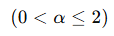 (0 < α ≤ 2)